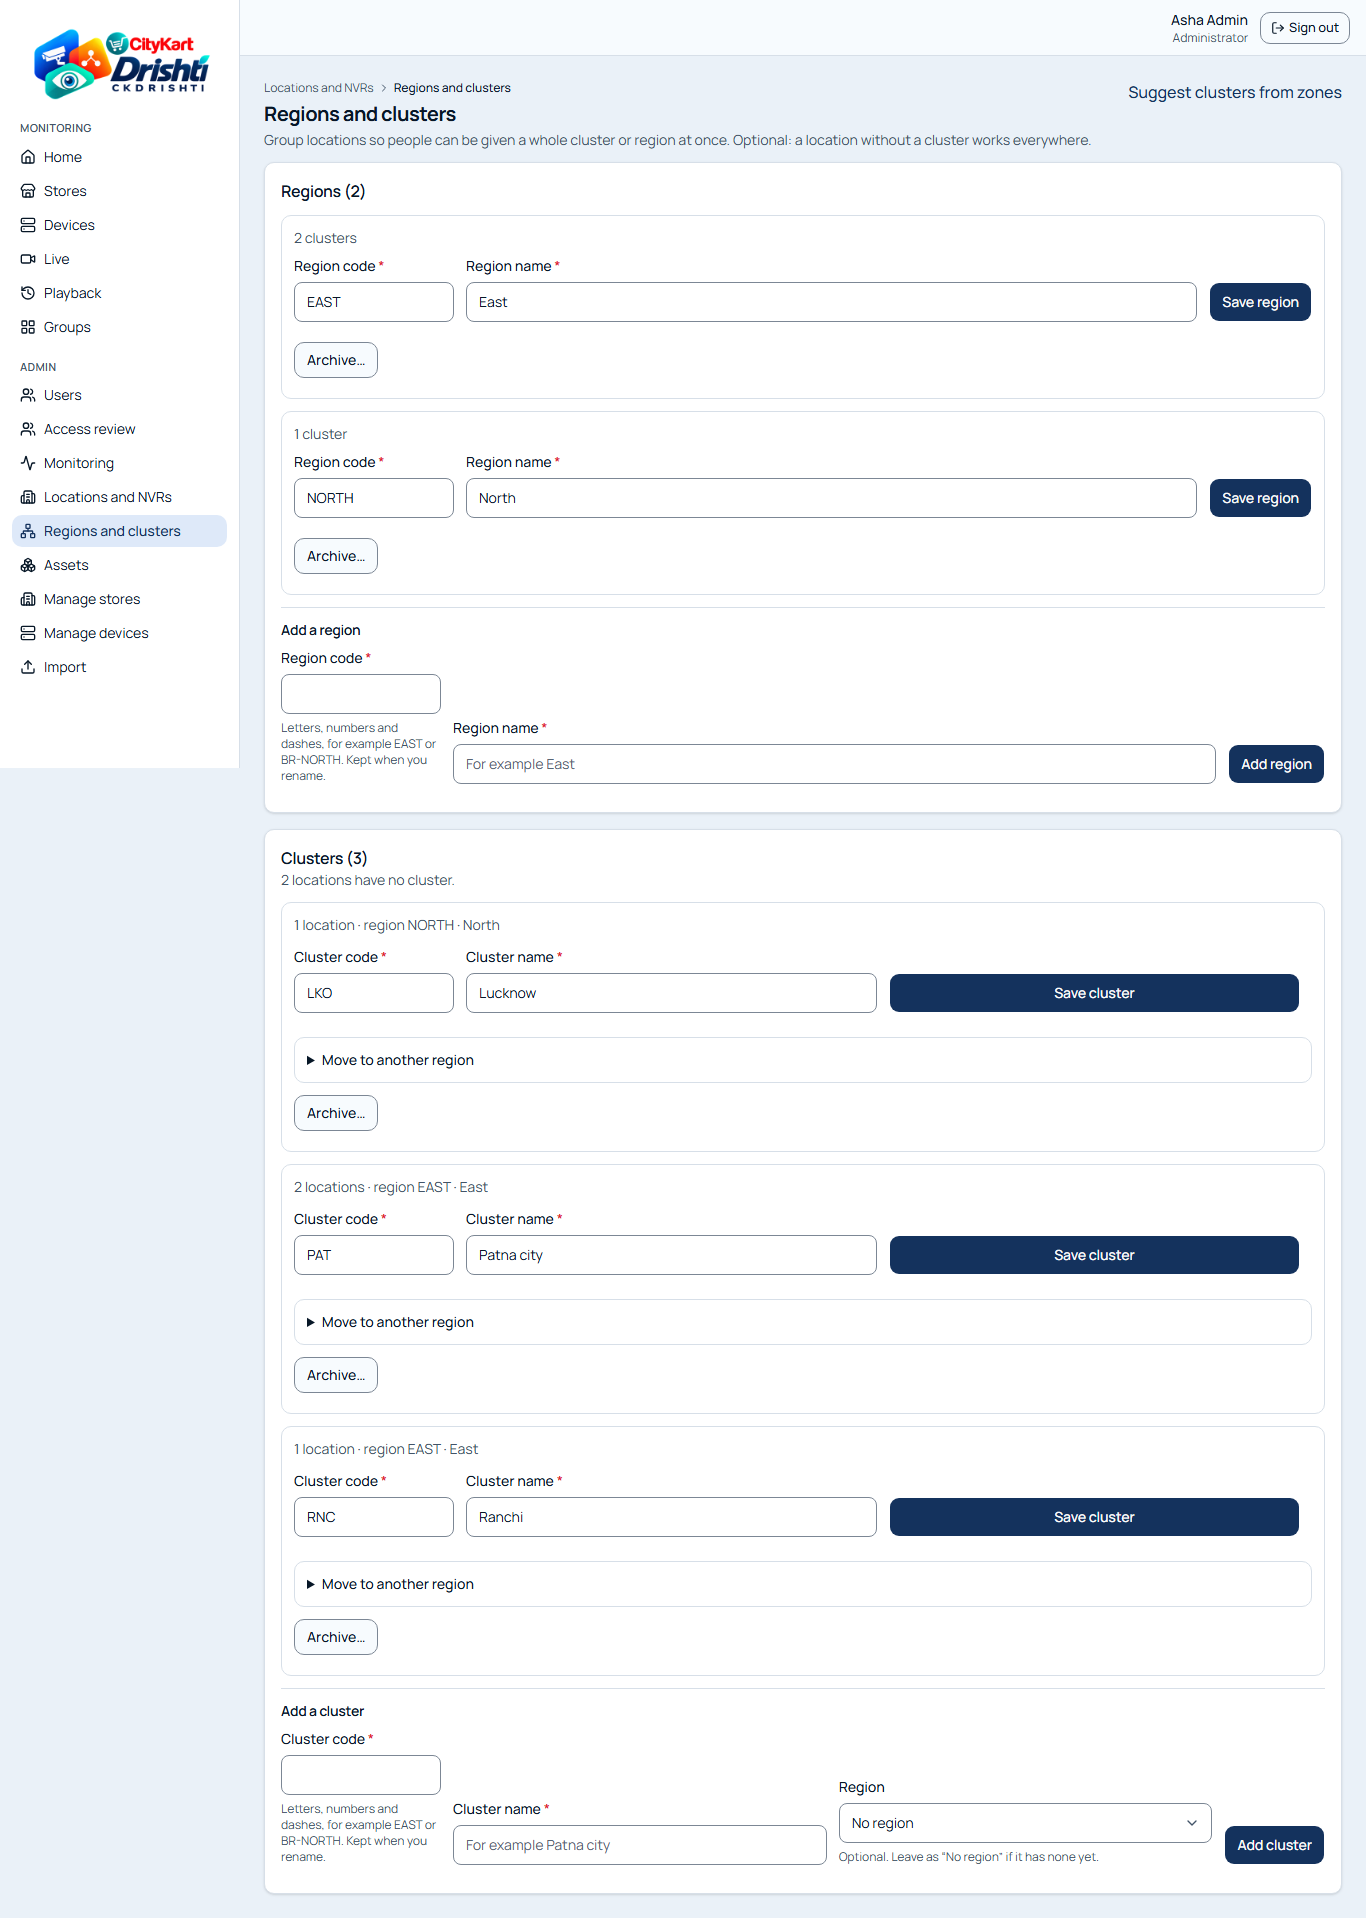 CityKart
Drishti
CKDRISHTI
MONITORING
Home
Stores
Devices
Live
Playback
Groups
ADMIN
Users
Access review
Monitoring
Locations and NVRs
Regions and clusters
Assets
Manage stores
Manage devices
Import
Asha Admin
Administrator
Sign out
Locations and NVRs > Regions and clusters
Suggest clusters from zones
Regions and clusters
Group locations so people can be given a whole cluster or region at once. Optional: a location without a cluster works everywhere.
Regions (2)
2 clusters
Region code * Region name *
EAST East Save region
Archive...
1 cluster
Region code * Region name *
NORTH North Save region
Archive...
Add a region
Region code *
Letters, numbers and
dashes, for example EAST or
BR-NORTH. Kept when you
rename.
Region name *
For example East
Add region
Clusters (3)
2 locations have no cluster.
1 location · region NORTH · North
Cluster code * Cluster name *
LKO Lucknow Save cluster
Move to another region
Archive...
2 locations · region EAST · East
Cluster code * Cluster name *
PAT Patna city Save cluster
Move to another region
Archive...
1 location · region EAST · East
Cluster code * Cluster name *
RNC Ranchi Save cluster
Move to another region
Archive...
Add a cluster
Cluster code *
Letters, numbers and
dashes, for example EAST or
BR-NORTH. Kept when you
rename.
Cluster name *
For example Patna city
Region
No region
Optional. Leave as “No region” if it has none yet.
Add cluster